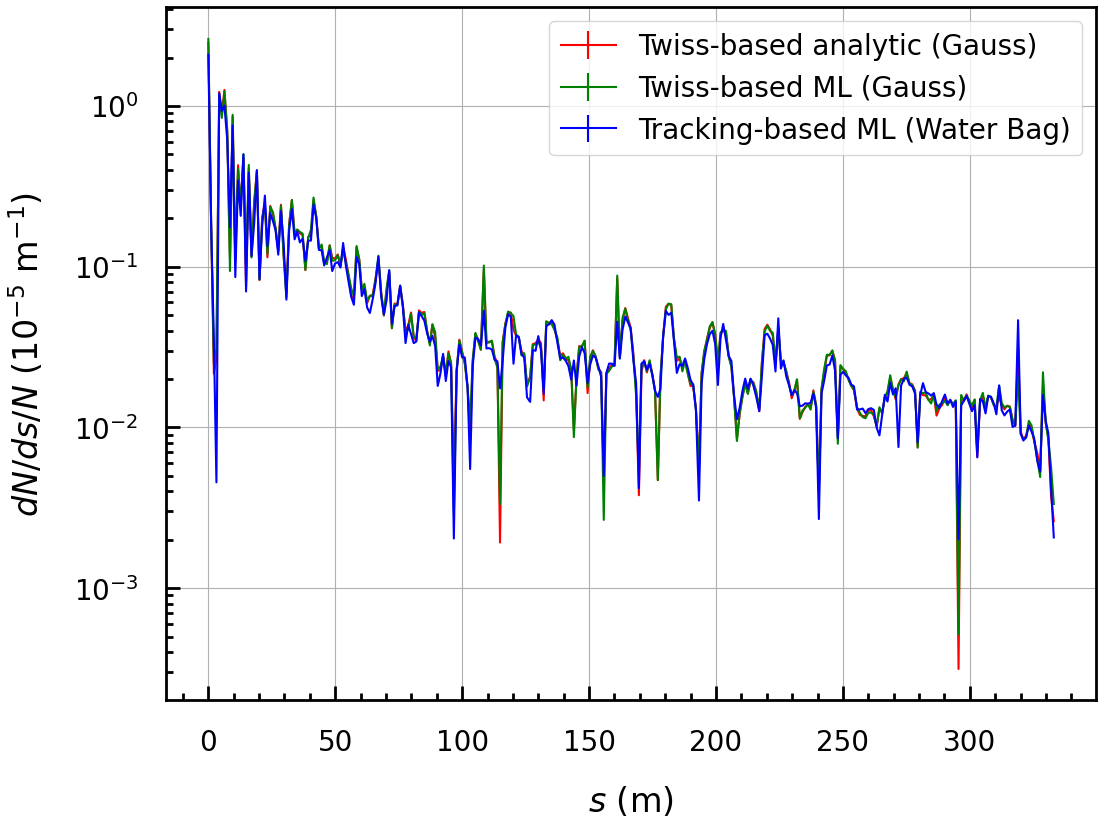 Twiss-based analytic (Gauss)
Twiss-based ML (Gauss)
Tracking-based ML (Water Bag)
dN/ds/N (10⁻⁵ m⁻¹)
10⁰
10⁻¹
10⁻²
10⁻³
0 50 100 150 200 250 300
s (m)